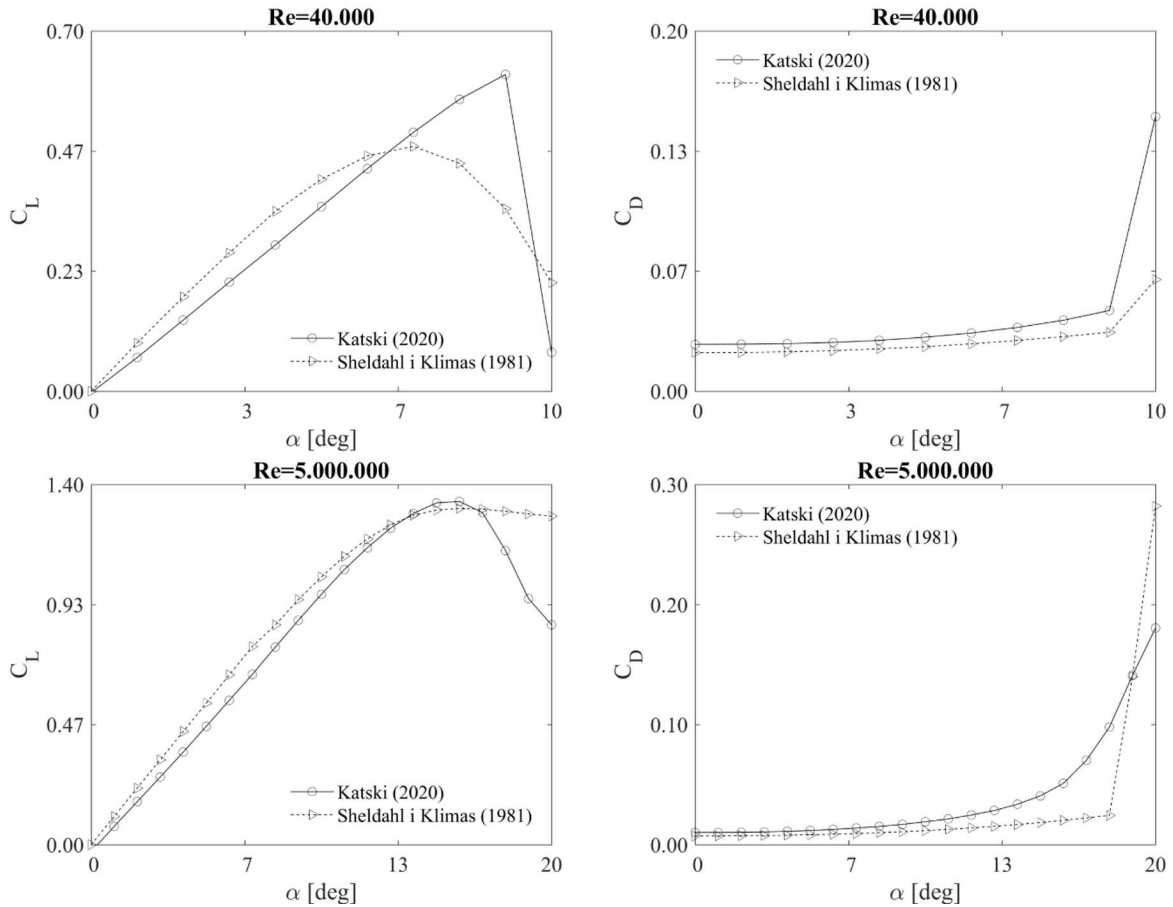 Re=40.000
0.70
0.47
0.23
0.00
C_L
Katski (2020)
Sheldahl i Klimas (1981)
0 3 7 10
α [deg]
Re=40.000
0.20
0.13
0.07
0.00
C_D
Katski (2020)
Sheldahl i Klimas (1981)
0 3 7 10
α [deg]
Re=5.000.000
1.40
0.93
0.47
0.00
C_L
Katski (2020)
Sheldahl i Klimas (1981)
0 7 13 20
α [deg]
Re=5.000.000
0.30
0.20
0.10
0.00
C_D
Katski (2020)
Sheldahl i Klimas (1981)
0 7 13 20
α [deg]